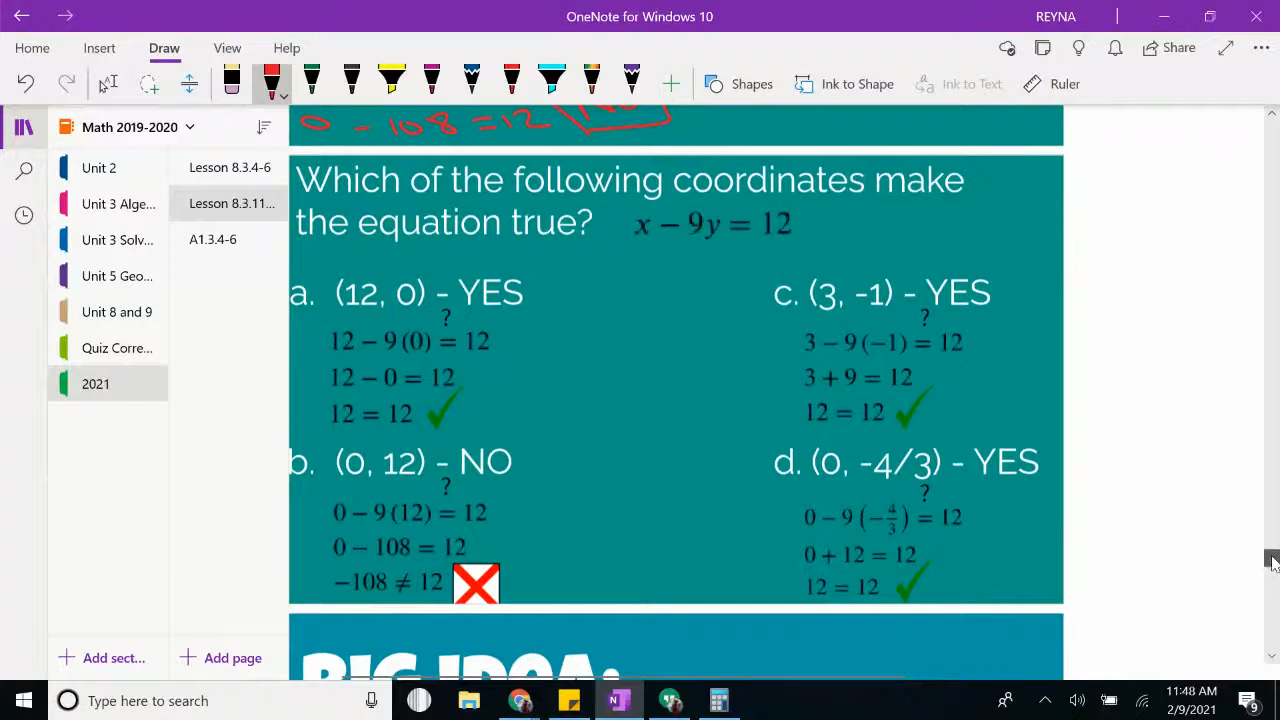 OneNote for Windows 10
REYNA
Home Insert Draw View Help
Share
Shapes
Ink to Shape
Ink to Text
Ruler
Math 2019-2020
Unit 2
Unit 3 Alge...
Unit 3 Solv...
Unit 5 Geo...
Unit 8 and 9
Quiz Corre...
2021
Lesson 8.3.4-6
Lesson 8.3.11...
A1.3.4-6
0 - 108 = 12
Which of the following coordinates make
the equation true? x − 9y = 12
a. (12, 0) - YES
?
12 − 9 (0) = 12
12 − 0 = 12
12 = 12
b. (0, 12) - NO
?
0 − 9 (12) = 12
0 − 108 = 12
−108 ≠ 12
c. (3, -1) - YES
?
3 − 9 (−1) = 12
3 + 9 = 12
12 = 12
d. (0, -4/3) - YES
?
0 − 9 (−4/3) = 12
0 + 12 = 12
12 = 12
BIG IDEA:
Add sect...
Add page
Type here to search
11:48 AM
2/9/2021
9